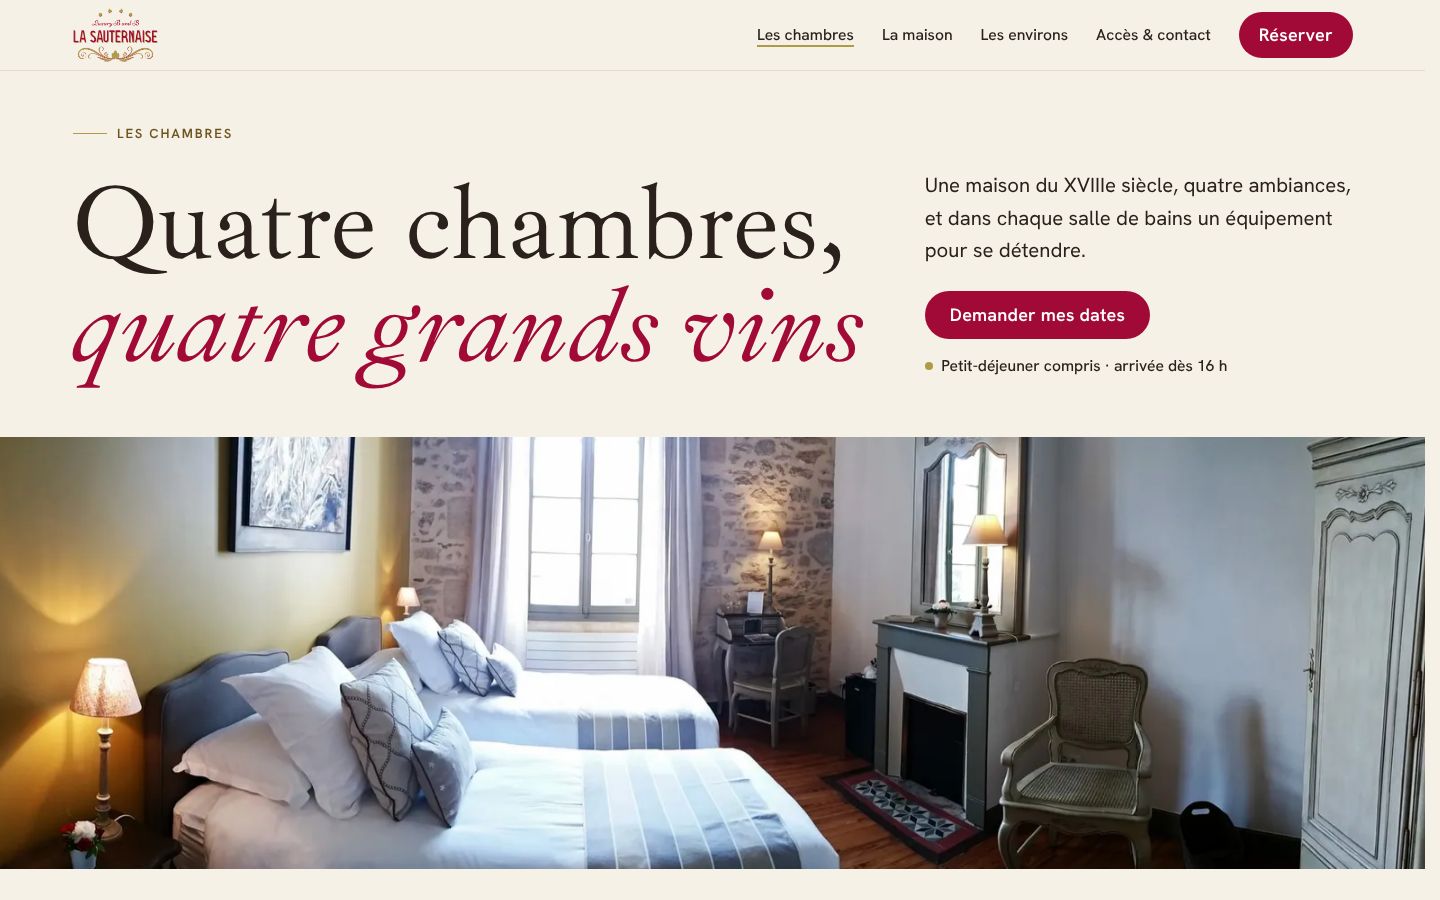 Luxury B and B
LA SAUTERNAISE
Les chambres
La maison
Les environs
Accès & contact
Réserver
LES CHAMBRES
Quatre chambres,
quatre grands vins
Une maison du XVIIIe siècle, quatre ambiances,
et dans chaque salle de bains un équipement
pour se détendre.
Demander mes dates
Petit-déjeuner compris · arrivée dès 16 h